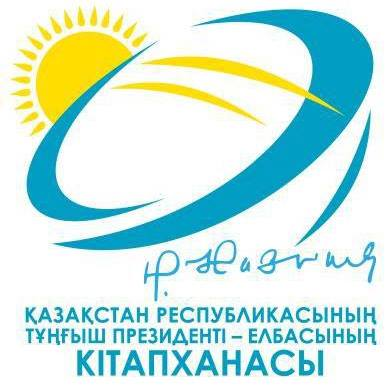 ҚАЗАҚСТАН РЕСПУБЛИКАСЫНЫҢ
ТҰҢҒЫШ ПРЕЗИДЕНТІ – ЕЛБАСЫНЫҢ
КІТАПХАНАСЫ